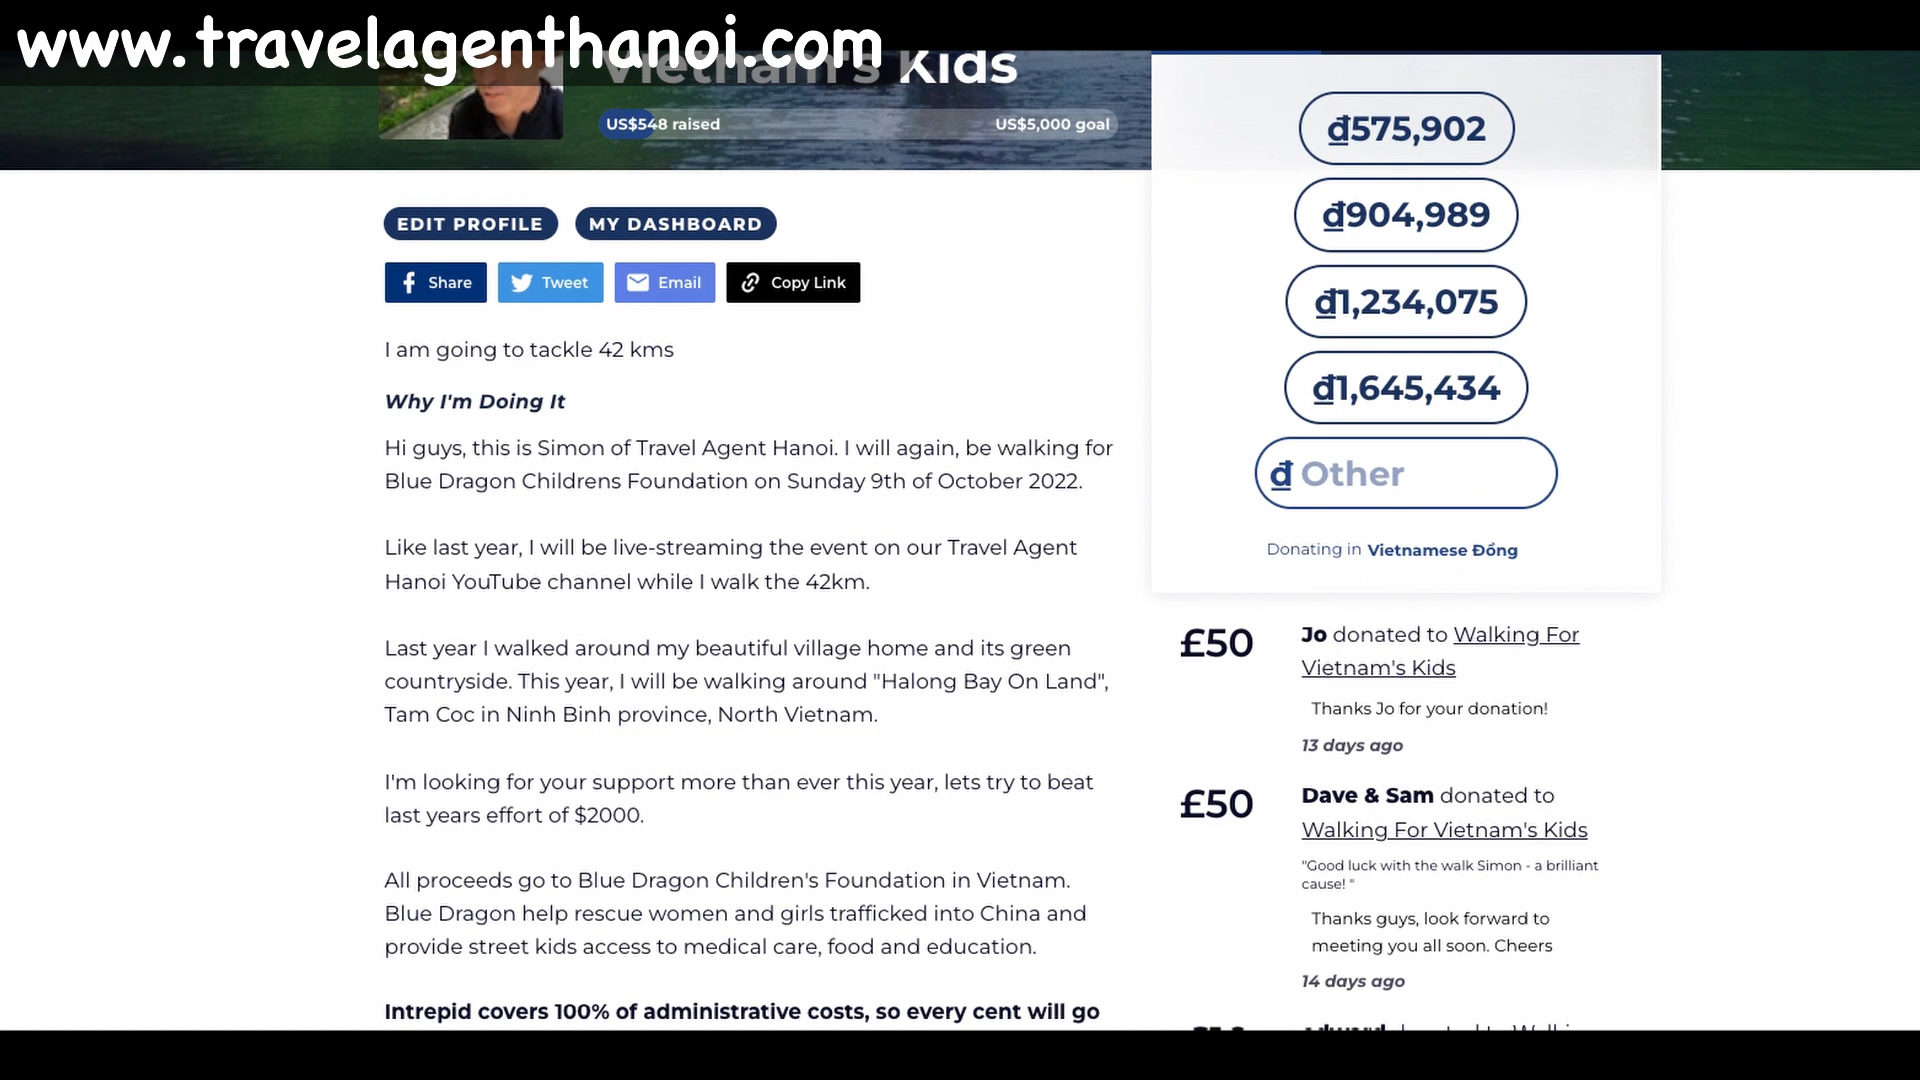 www.travelagenthanoi.com
Vietnam's Kids
US$548 raised
US$5,000 goal
EDIT PROFILE
MY DASHBOARD
Share
Tweet
Email
Copy Link
I am going to tackle 42 kms
Why I'm Doing It
Hi guys, this is Simon of Travel Agent Hanoi. I will again, be walking for
Blue Dragon Childrens Foundation on Sunday 9th of October 2022.
Like last year, I will be live-streaming the event on our Travel Agent
Hanoi YouTube channel while I walk the 42km.
Last year I walked around my beautiful village home and its green
countryside. This year, I will be walking around "Halong Bay On Land",
Tam Coc in Ninh Binh province, North Vietnam.
I'm looking for your support more than ever this year, lets try to beat
last years effort of $2000.
All proceeds go to Blue Dragon Children's Foundation in Vietnam.
Blue Dragon help rescue women and girls trafficked into China and
provide street kids access to medical care, food and education.
Intrepid covers 100% of administrative costs, so every cent will go
₫575,902
₫904,989
₫1,234,075
₫1,645,434
₫ Other
Donating in Vietnamese Đồng
£50
Jo donated to Walking For
Vietnam's Kids
Thanks Jo for your donation!
13 days ago
£50
Dave & Sam donated to
Walking For Vietnam's Kids
"Good luck with the walk Simon - a brilliant
cause! "
Thanks guys, look forward to
meeting you all soon. Cheers
14 days ago